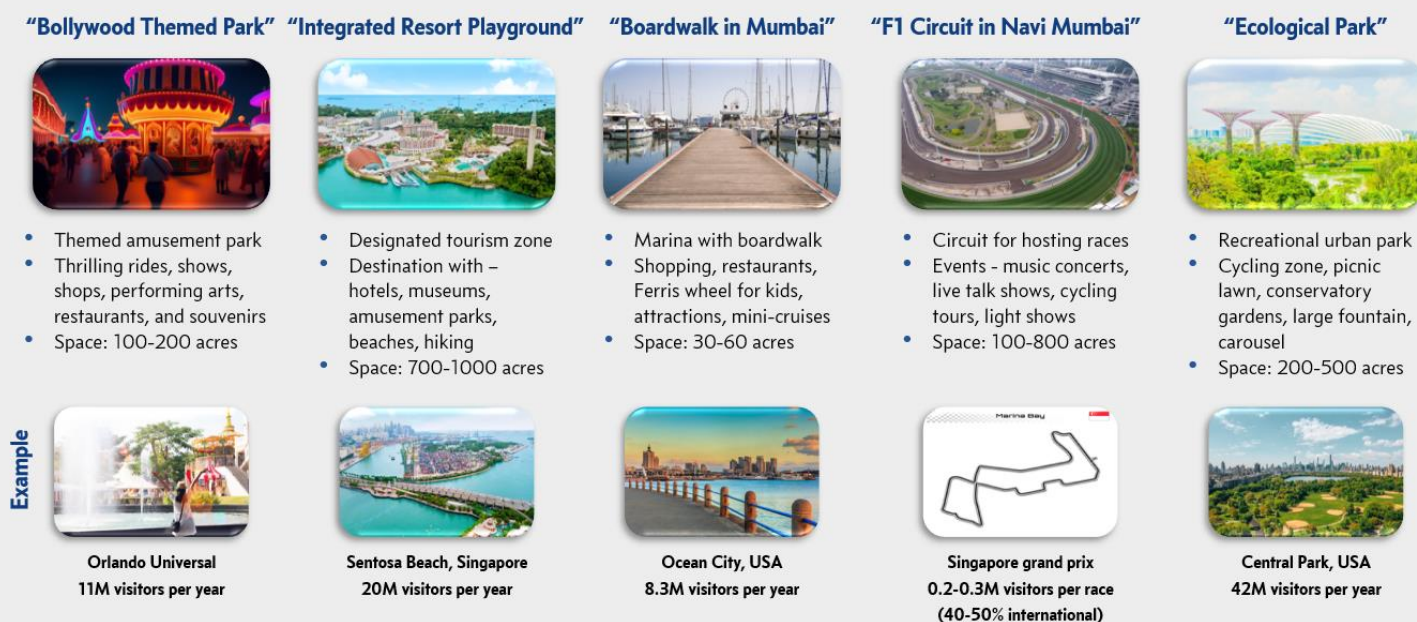 “Bollywood Themed Park”
“Integrated Resort Playground”
“Boardwalk in Mumbai”
“F1 Circuit in Navi Mumbai”
“Ecological Park”
• Themed amusement park
• Thrilling rides, shows,
shops, performing arts,
restaurants, and souvenirs
• Space: 100-200 acres
• Designated tourism zone
• Destination with –
hotels, museums,
amusement parks,
beaches, hiking
• Space: 700-1000 acres
• Marina with boardwalk
• Shopping, restaurants,
Ferris wheel for kids,
attractions, mini-cruises
• Space: 30-60 acres
• Circuit for hosting races
• Events - music concerts,
live talk shows, cycling
tours, light shows
• Space: 100-800 acres
• Recreational urban park
• Cycling zone, picnic
lawn, conservatory
gardens, large fountain,
carousel
• Space: 200-500 acres
Example
Orlando Universal
11M visitors per year
Sentosa Beach, Singapore
20M visitors per year
Ocean City, USA
8.3M visitors per year
Marina Bay
Singapore grand prix
0.2-0.3M visitors per race
(40-50% international)
Central Park, USA
42M visitors per year